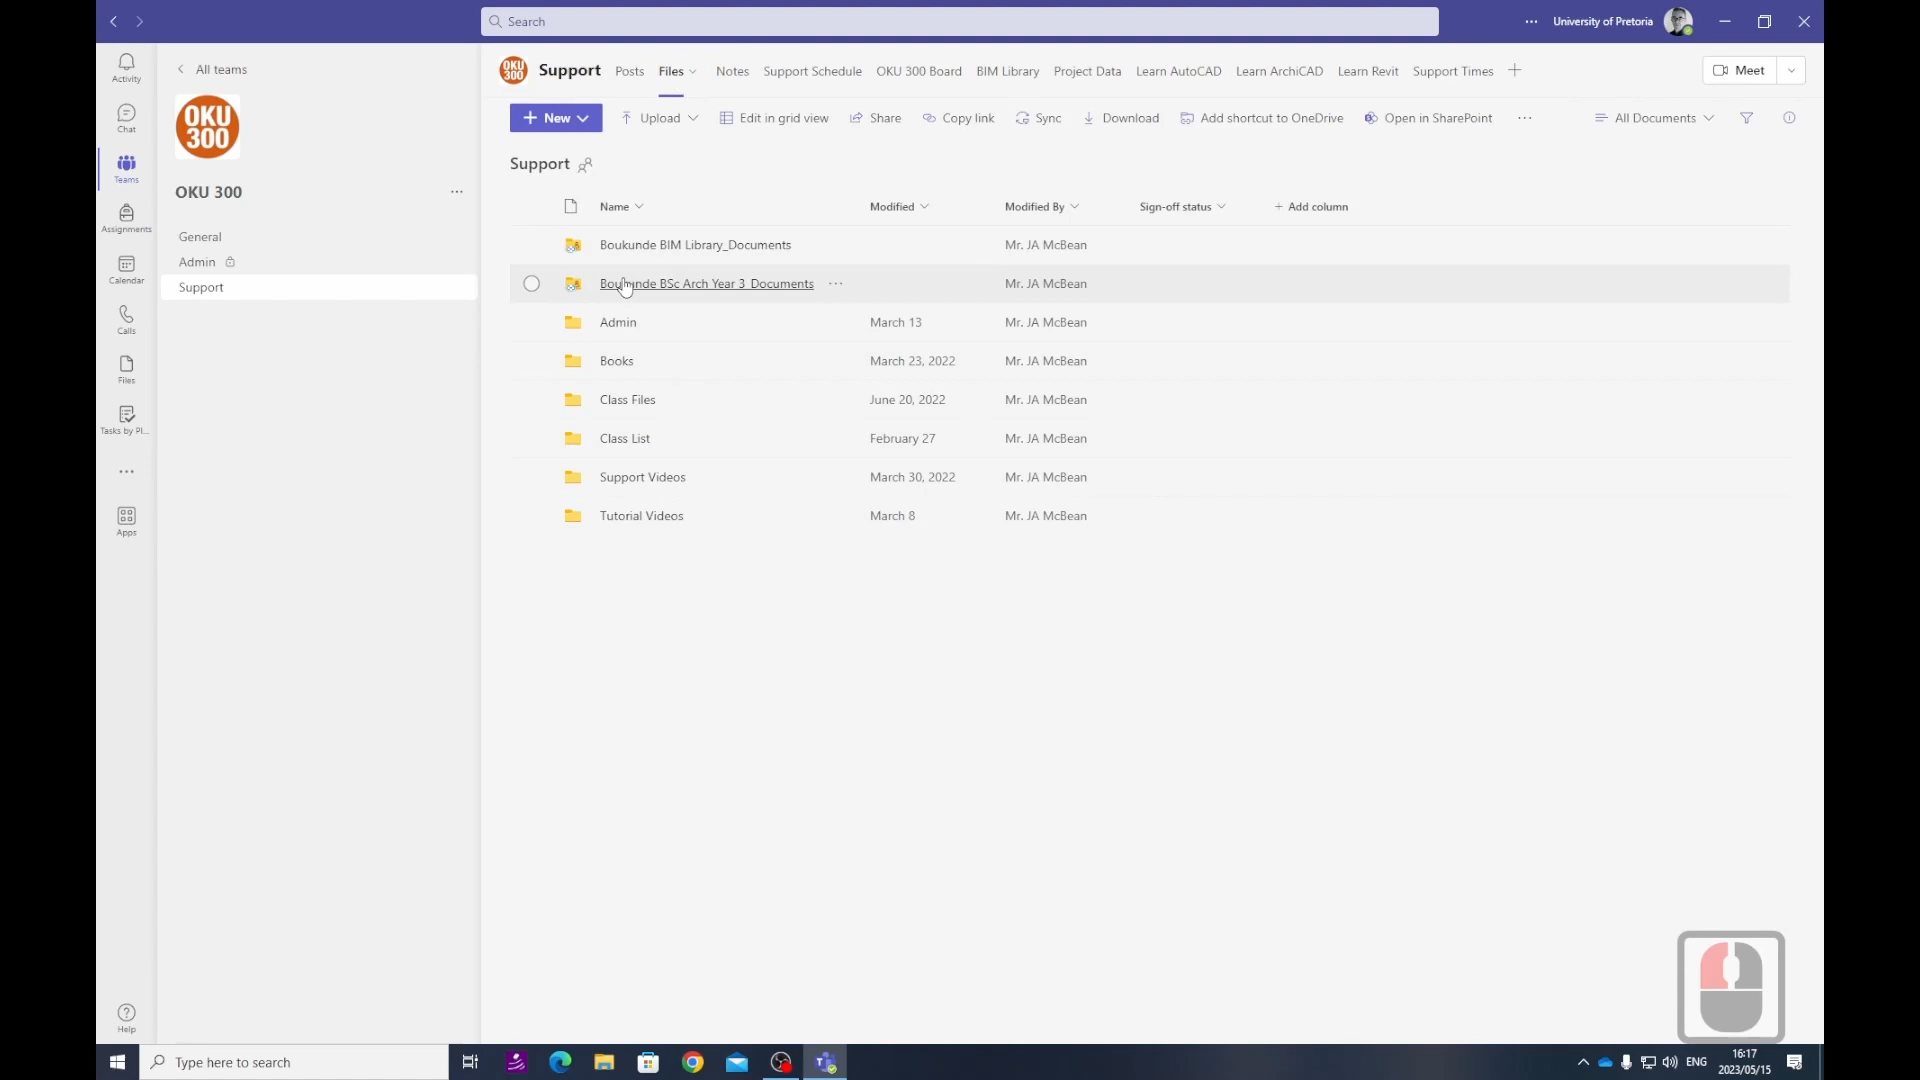 Search
University of Pretoria
Activity
Chat
Teams
Assignments
Calendar
Calls
Files
Tasks by Pl...
Apps
Help
All teams
OKU
300
OKU 300
General
Admin
Support
OKU
300
Support
Posts
Files
Notes
Support Schedule
OKU 300 Board
BIM Library
Project Data
Learn AutoCAD
Learn ArchiCAD
Learn Revit
Support Times
Meet
New
Upload
Edit in grid view
Share
Copy link
Sync
Download
Add shortcut to OneDrive
Open in SharePoint
All Documents
Support
Name Modified Modified By Sign-off status + Add column
Boukunde BIM Library_Documents Mr. JA McBean
Boukunde BSc Arch Year 3_Documents Mr. JA McBean
Admin March 13 Mr. JA McBean
Books March 23, 2022 Mr. JA McBean
Class Files June 20, 2022 Mr. JA McBean
Class List February 27 Mr. JA McBean
Support Videos March 30, 2022 Mr. JA McBean
Tutorial Videos March 8 Mr. JA McBean
Type here to search
ENG
16:17
2023/05/15